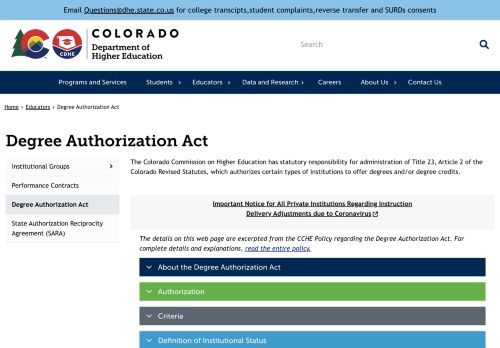 Email Questions@dhe.state.co.us for college transcipts,student complaints,reverse transfer and SURDs consents
CDHE
COLORADO
Department of
Higher Education
Search
Programs and Services
Students
Educators
Data and Research
Careers
About Us
Contact Us
Home › Educators › Degree Authorization Act
Degree Authorization Act
Institutional Groups
Performance Contracts
Degree Authorization Act
State Authorization Reciprocity
Agreement (SARA)
The Colorado Commission on Higher Education has statutory responsibility for administration of Title 23, Article 2 of the
Colorado Revised Statutes, which authorizes certain types of institutions to offer degrees and/or degree credits.
Important Notice for All Private Institutions Regarding Instruction
Delivery Adjustments due to Coronavirus
The details on this web page are excerpted from the CCHE Policy regarding the Degree Authorization Act. For
complete details and explanations, read the entire policy.
About the Degree Authorization Act
Authorization
Criteria
Definition of Institutional Status